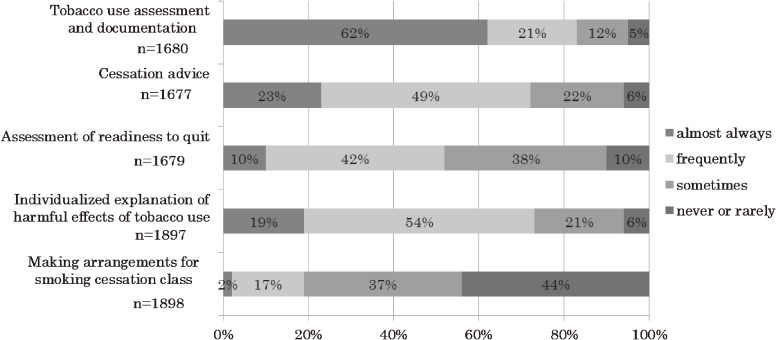 Tobacco use assessment
and documentation
n=1680
62% 21% 12% 5%
Cessation advice
n=1677
23% 49% 22% 6%
Assessment of readiness to quit
n=1679
10% 42% 38% 10%
Individualized explanation of
harmful effects of tobacco use
n=1897
19% 54% 21% 6%
Making arrangements for
smoking cessation class
n=1898
2% 17% 37% 44%
0% 20% 40% 60% 80% 100%
almost always
frequently
sometimes
never or rarely